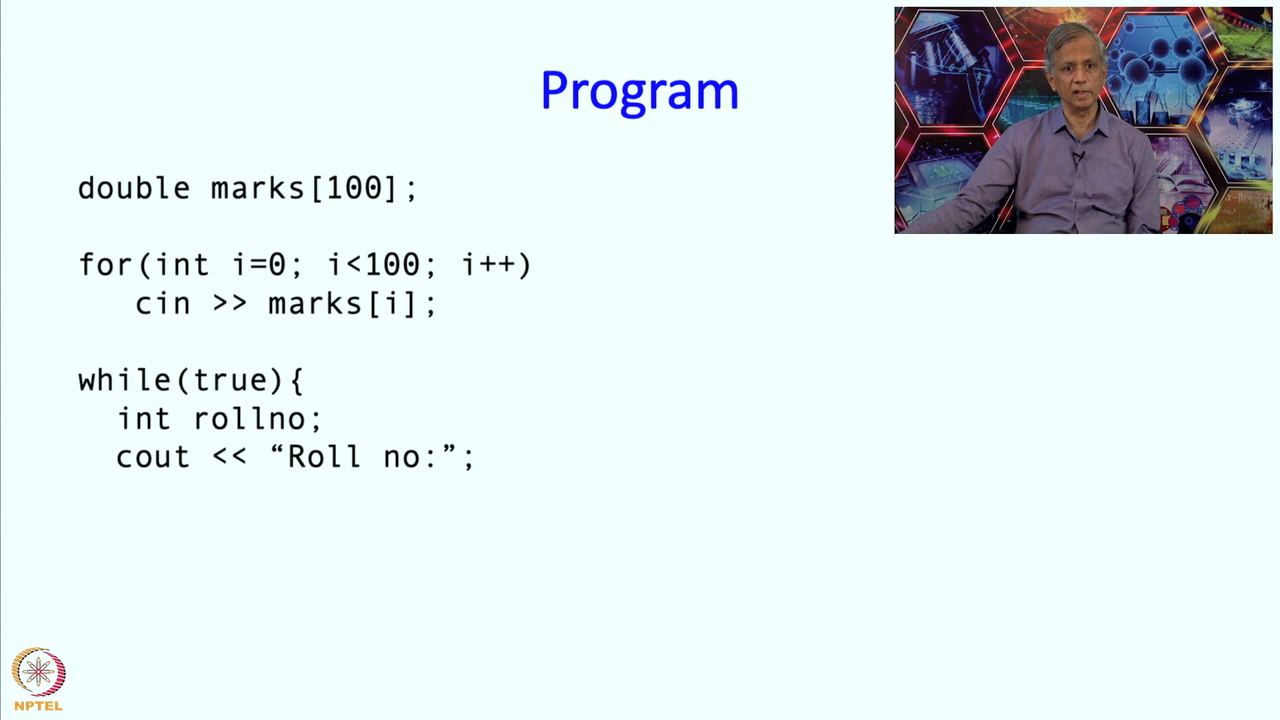 Program
double marks[100];
for(int i=0; i<100; i++)
   cin >> marks[i];
while(true){
  int rollno;
  cout << “Roll no:”;
NPTEL